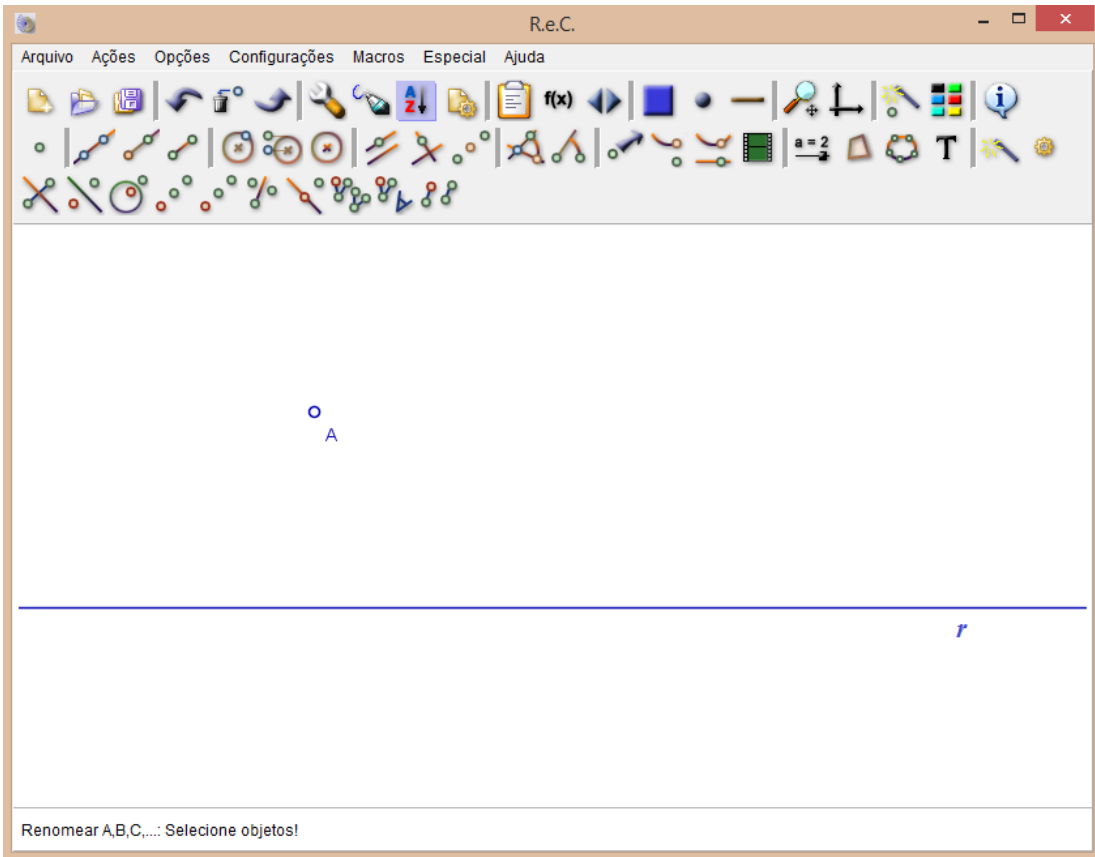 R.e.C.
Arquivo Ações Opções Configurações Macros Especial Ajuda
A Z f(x) i
a = 2 T
A
r
Renomear A,B,C,...: Selecione objetos!